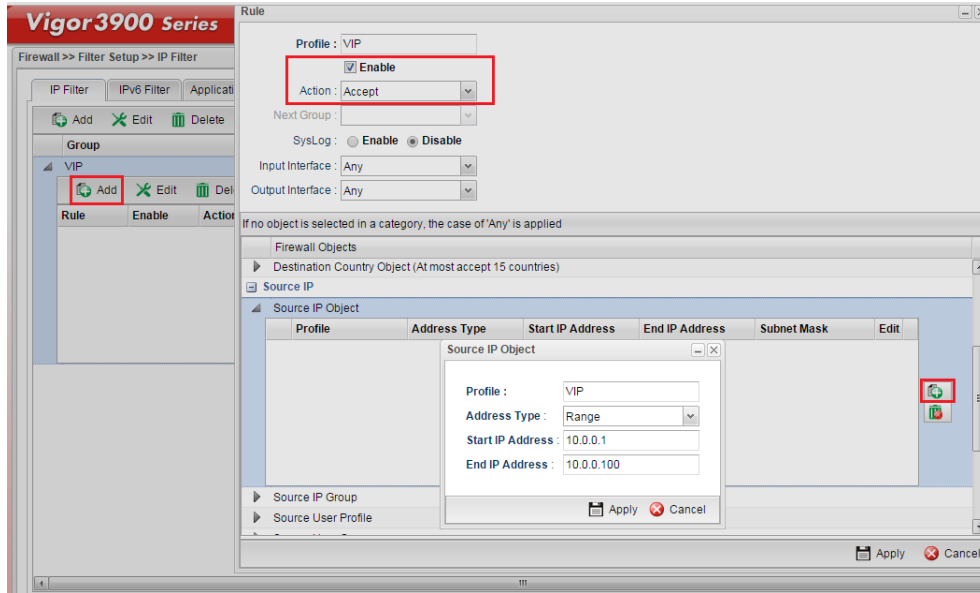 Vigor3900 Series
Firewall >> Filter Setup >> IP Filter
IP Filter IPv6 Filter Applicati
Add Edit Delete
Group
VIP
Add Edit Del
Rule Enable Action
Rule
Profile : VIP
Enable
Action : Accept
Next Group :
SysLog : Enable Disable
Input Interface : Any
Output Interface : Any
If no object is selected in a category, the case of 'Any' is applied
Firewall Objects
Destination Country Object (At most accept 15 countries)
Source IP
Source IP Object
Profile Address Type Start IP Address End IP Address Subnet Mask Edit
Source IP Object
Profile : VIP
Address Type : Range
Start IP Address : 10.0.0.1
End IP Address : 10.0.0.100
Apply Cancel
Source IP Group
Source User Profile
Apply Cancel